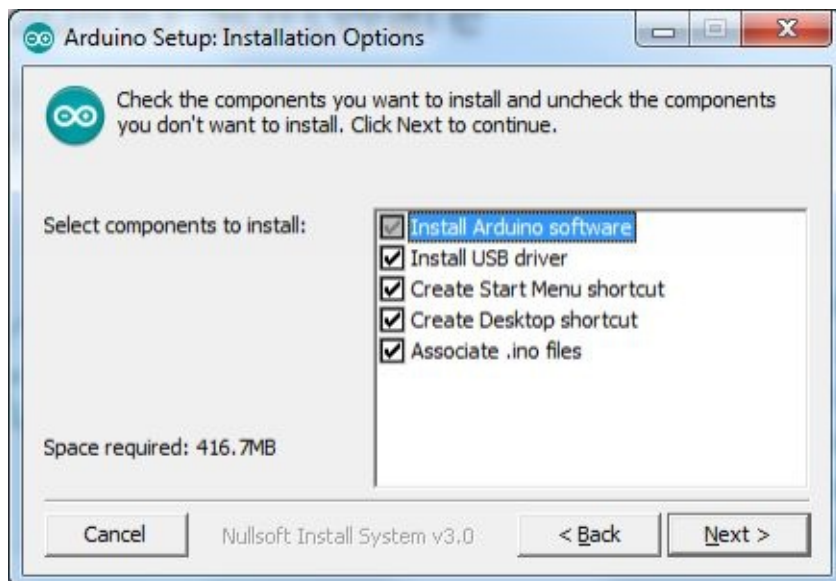 Arduino Setup: Installation Options
Check the components you want to install and uncheck the components
you don't want to install. Click Next to continue.
Select components to install:
Install Arduino software
Install USB driver
Create Start Menu shortcut
Create Desktop shortcut
Associate .ino files
Space required: 416.7MB
Cancel
Nullsoft Install System v3.0
< Back
Next >